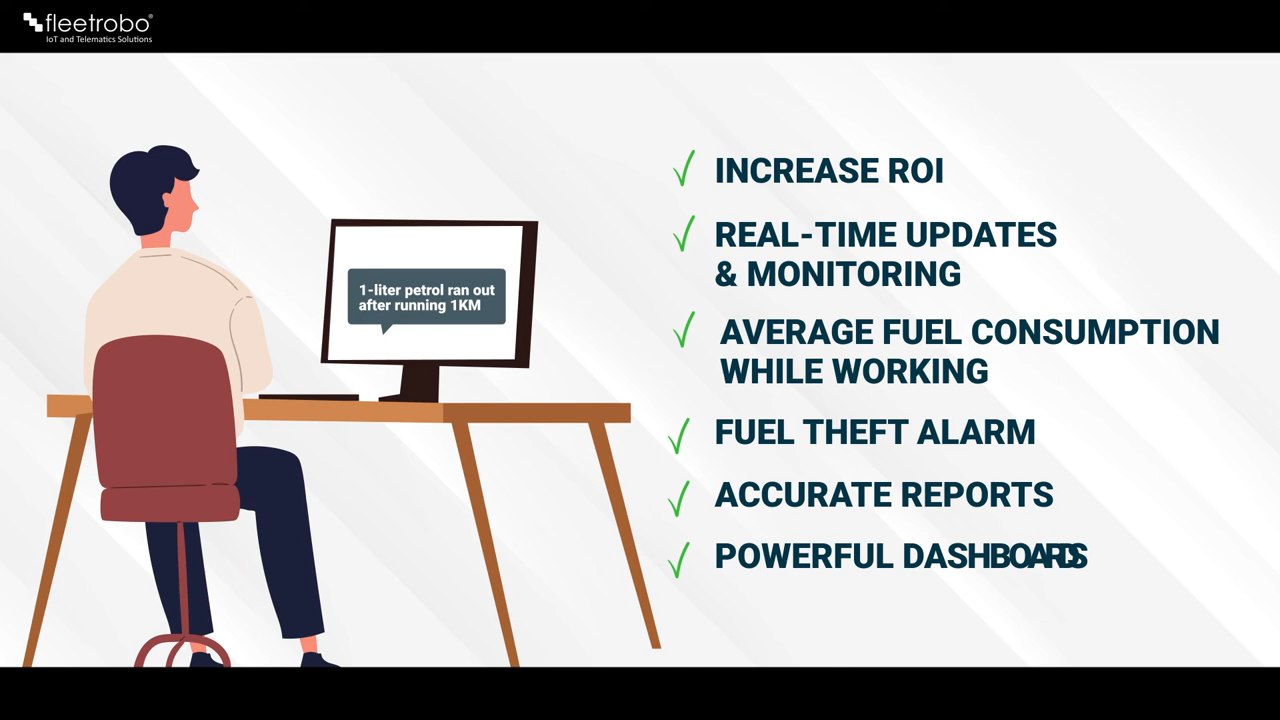 fleetrobo®
IoT and Telematics Solutions
1-liter petrol ran out
after running 1KM
INCREASE ROI
REAL-TIME UPDATES
& MONITORING
AVERAGE FUEL CONSUMPTION
WHILE WORKING
FUEL THEFT ALARM
ACCURATE REPORTS
POWERFUL DASHBOARDS